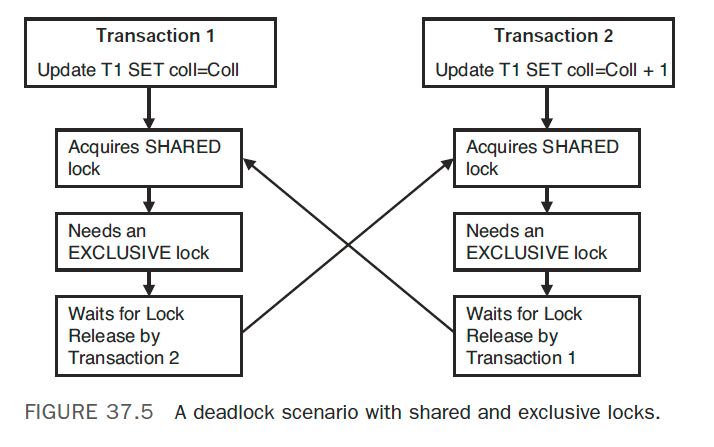 Transaction 1
Update T1 SET coll=Coll
Acquires SHARED
lock
Needs an
EXCLUSIVE lock
Waits for Lock
Release by
Transaction 2
Transaction 2
Update T1 SET coll=Coll + 1
Acquires SHARED
lock
Needs an
EXCLUSIVE lock
Waits for Lock
Release by
Transaction 1
FIGURE 37.5 A deadlock scenario with shared and exclusive locks.